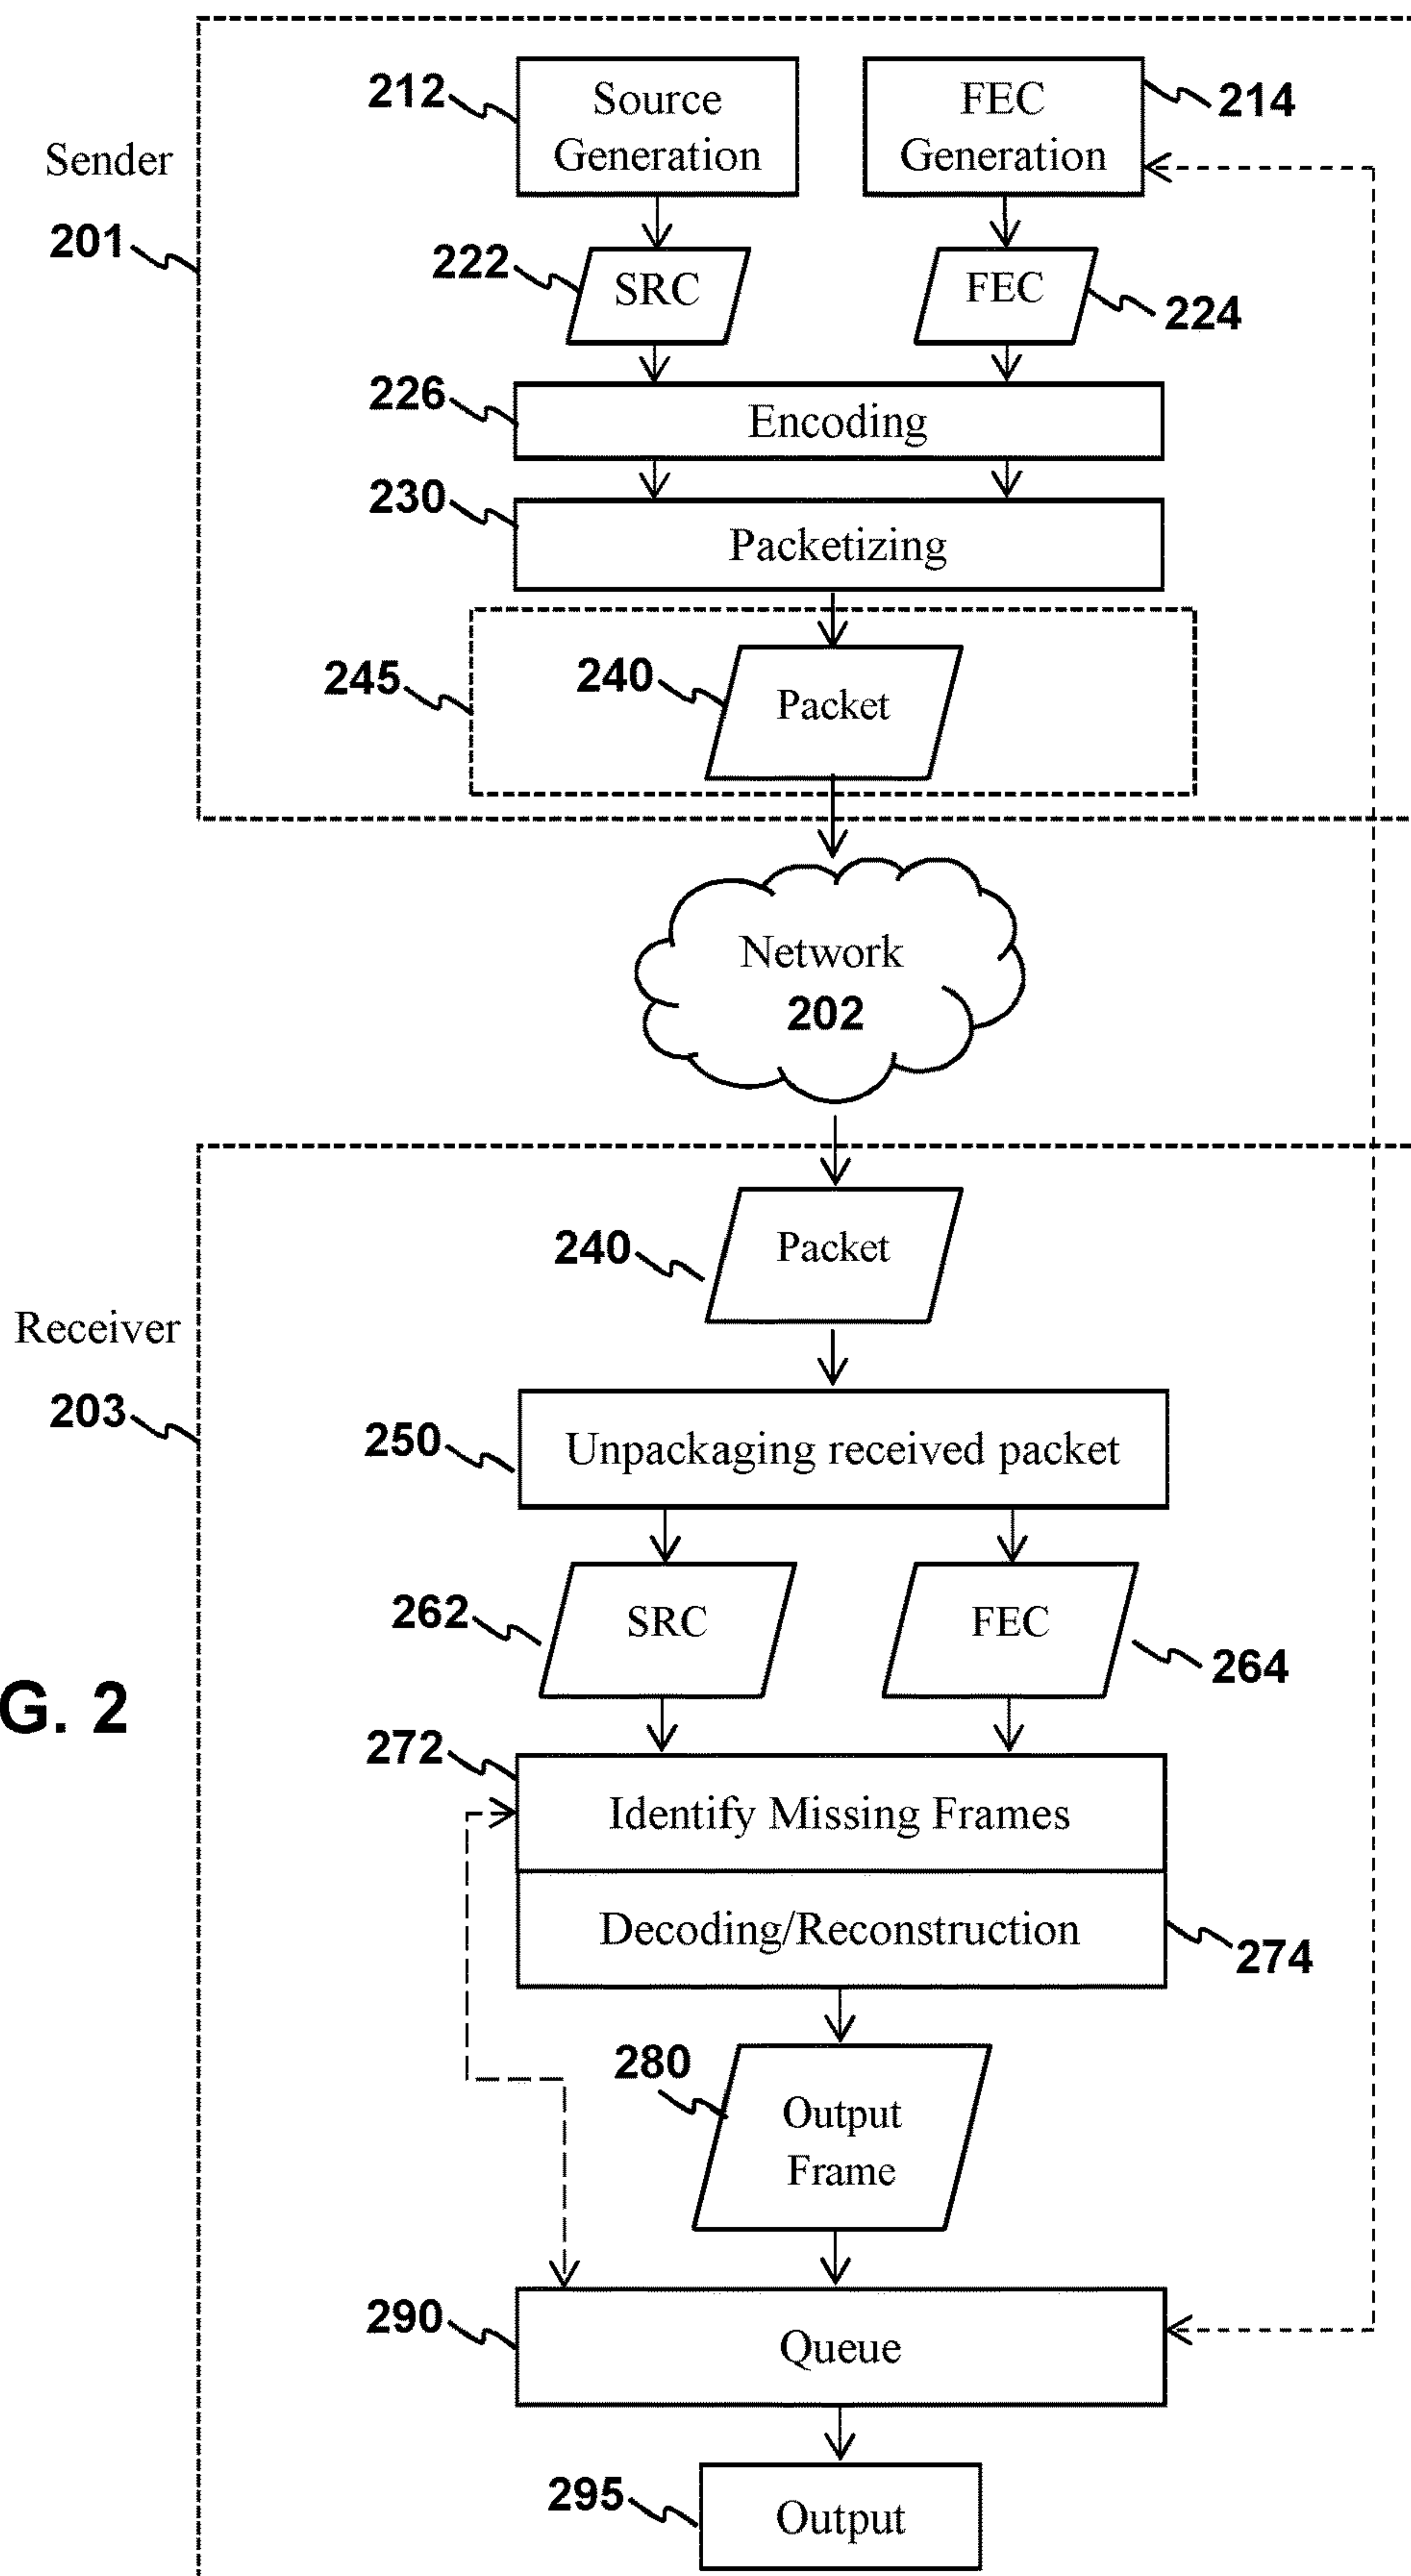 212
Source
Generation
FEC
Generation
214
Sender
201
222
SRC
FEC
224
226
Encoding
230
Packetizing
245
240
Packet
Network
202
240
Packet
Receiver
203
250
Unpackaging received packet
262
SRC
FEC
264
G. 2
272
Identify Missing Frames
Decoding/Reconstruction
274
280
Output
Frame
290
Queue
295
Output